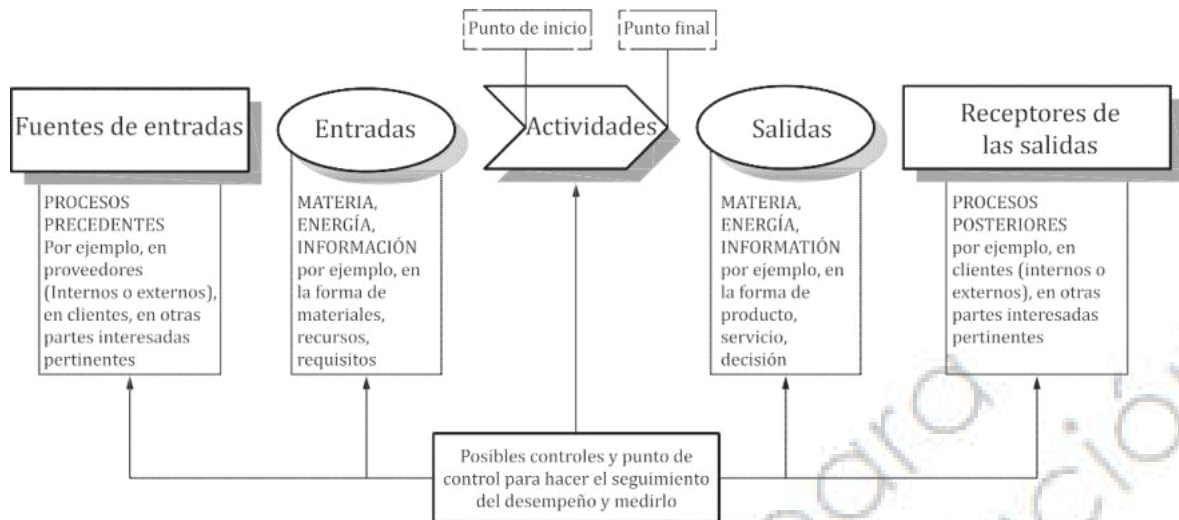 Punto de inicio
Punto final
Fuentes de entradas
Entradas
Actividades
Salidas
Receptores de
las salidas
PROCESOS
PRECEDENTES
Por ejemplo, en
proveedores
(Internos o externos),
en clientes, en otras
partes interesadas
pertinentes
MATERIA,
ENERGÍA,
INFORMACIÓN
por ejemplo, en
la forma de
materiales,
recursos,
requisitos
MATERIA,
ENERGÍA,
INFORMATIÓN
por ejemplo, en
la forma de
producto,
servicio,
decisión
PROCESOS
POSTERIORES
por ejemplo, en
clientes (internos o
externos), en otras
partes interesadas
pertinentes
Posibles controles y punto de
control para hacer el seguimiento
del desempeño y medirlo
para